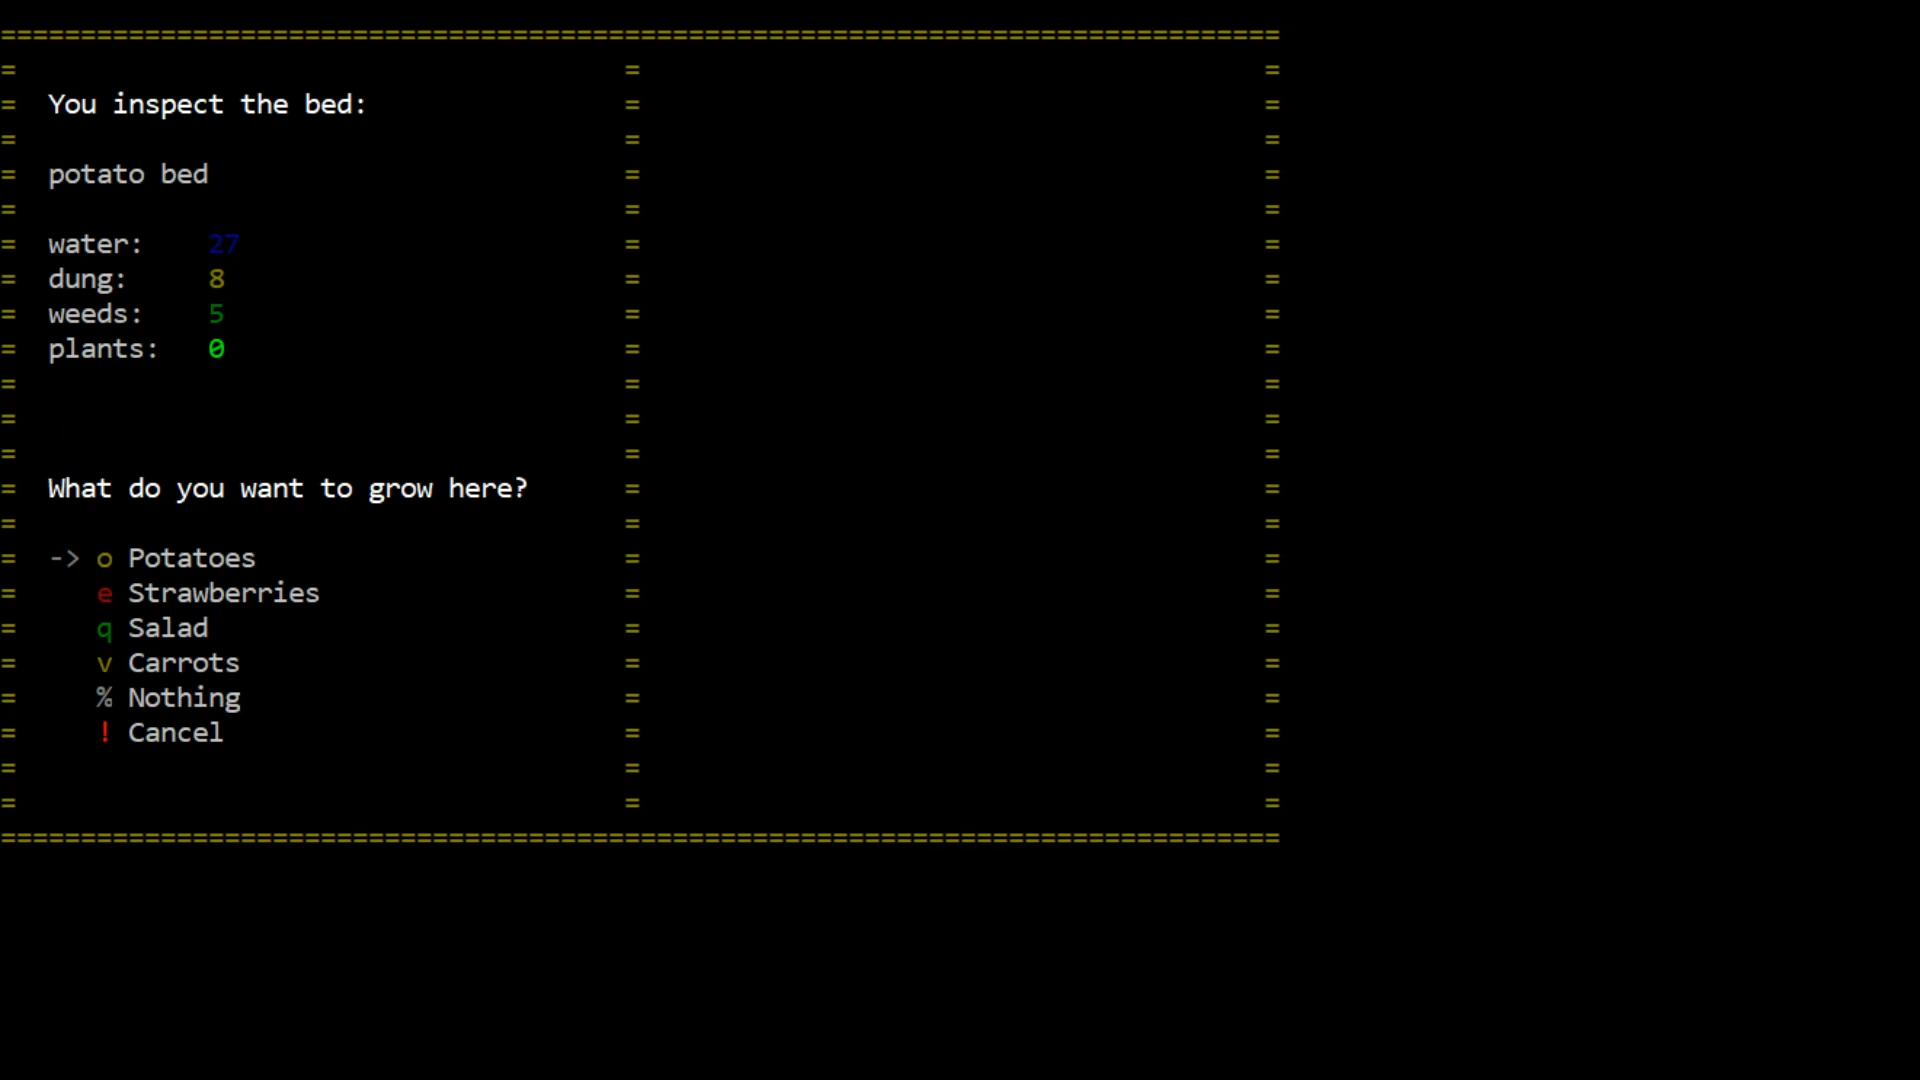 ================================================================================
=                                      =                                       =
=  You inspect the bed:                =                                       =
=                                      =                                       =
=  potato bed                          =                                       =
=                                      =                                       =
=  water:    27                        =                                       =
=  dung:     8                         =                                       =
=  weeds:    5                         =                                       =
=  plants:   0                         =                                       =
=                                      =                                       =
=                                      =                                       =
=                                      =                                       =
=  What do you want to grow here?      =                                       =
=                                      =                                       =
=  -> o Potatoes                       =                                       =
=     e Strawberries                   =                                       =
=     q Salad                          =                                       =
=     v Carrots                        =                                       =
=     % Nothing                        =                                       =
=     ! Cancel                         =                                       =
=                                      =                                       =
=                                      =                                       =
================================================================================